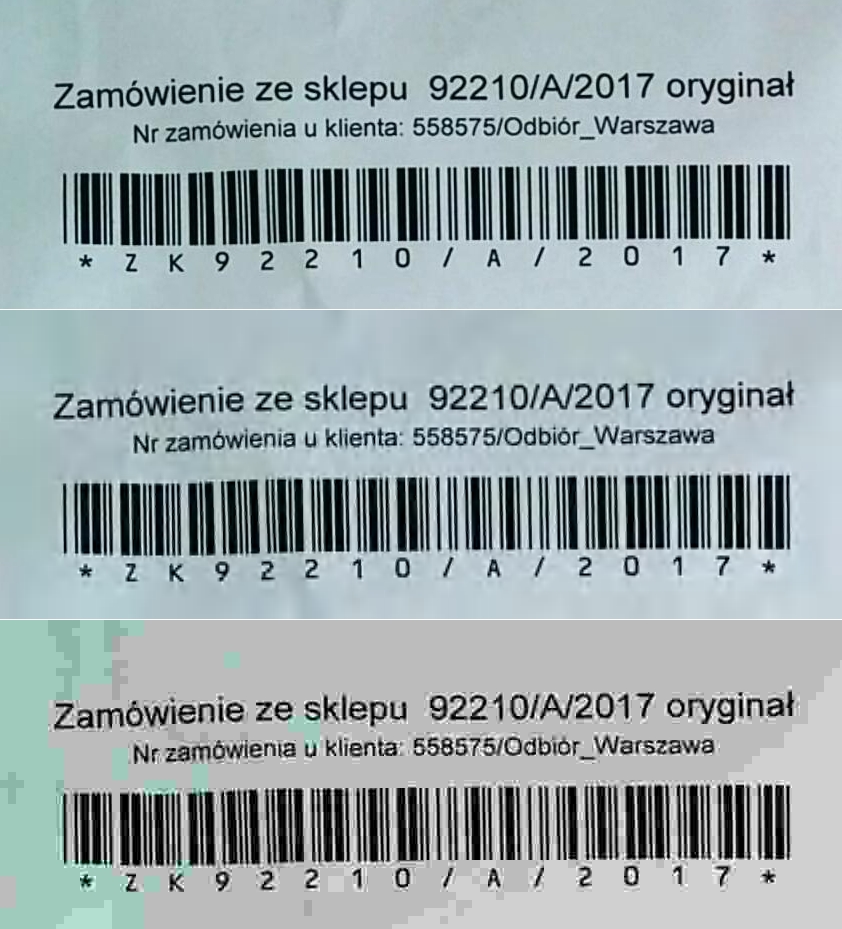 Zamówienie ze sklepu 92210/A/2017 oryginał
Nr zamówienia u klienta: 558575/Odbiór_Warszawa
* Z K 9 2 2 1 0 / A / 2 0 1 7 *
Zamówienie ze sklepu 92210/A/2017 oryginał
Nr zamówienia u klienta: 558575/Odbiór_Warszawa
* Z K 9 2 2 1 0 / A / 2 0 1 7 *
Zamówienie ze sklepu 92210/A/2017 oryginał
Nr zamówienia u klienta: 558575/Odbiór_Warszawa
* Z K 9 2 2 1 0 / A / 2 0 1 7 *